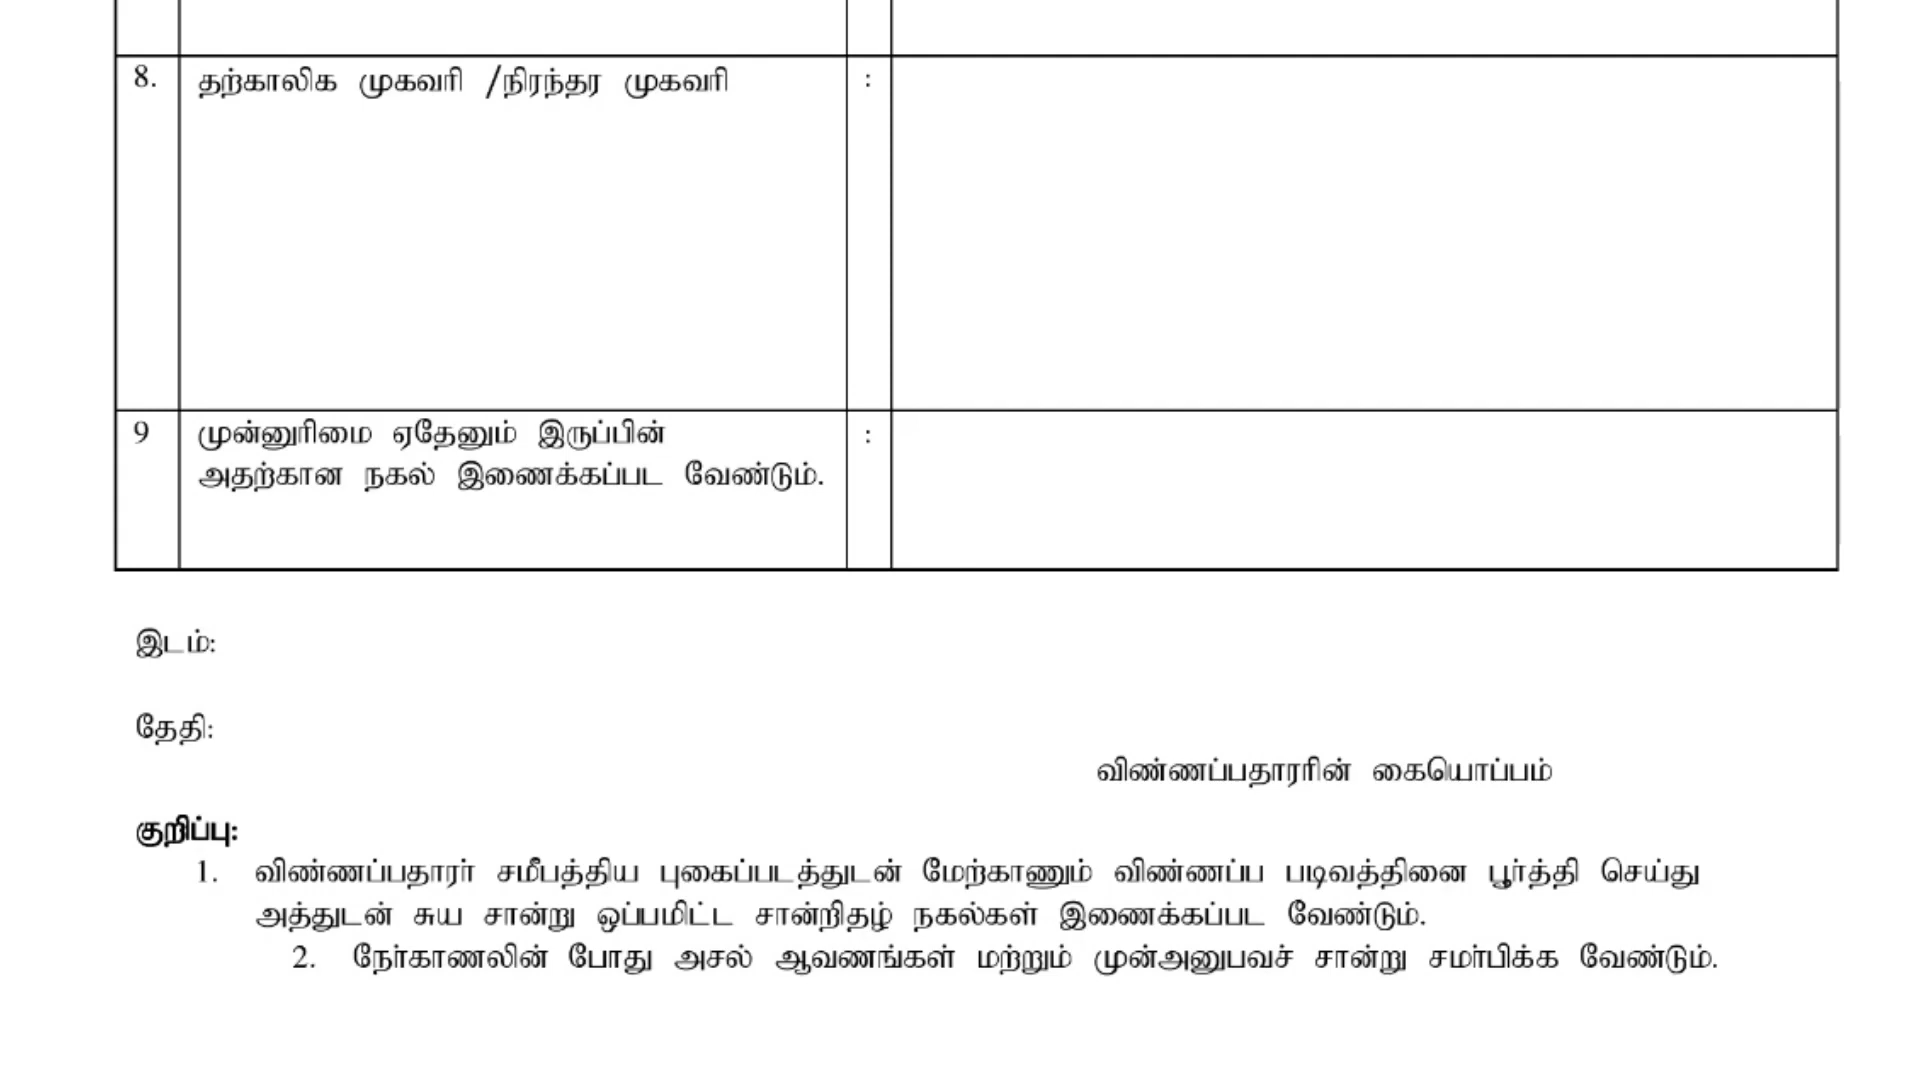 8. தற்காலிக முகவரி /நிரந்தர முகவரி :
9 முன்னுரிமை ஏதேனும் இருப்பின் :
அதற்கான நகல் இணைக்கப்பட வேண்டும்.
இடம்:
தேதி:
விண்ணப்பதாரரின் கையொப்பம்
குறிப்பு:
1. விண்ணப்பதாரர் சமீபத்திய புகைப்படத்துடன் மேற்காணும் விண்ணப்ப படிவத்தினை பூர்த்தி செய்து
அத்துடன் சுய சான்று ஒப்பமிட்ட சான்றிதழ் நகல்கள் இணைக்கப்பட வேண்டும்.
2. நேர்காணலின் போது அசல் ஆவணங்கள் மற்றும் முன்அனுபவச் சான்று சமர்பிக்க வேண்டும்.